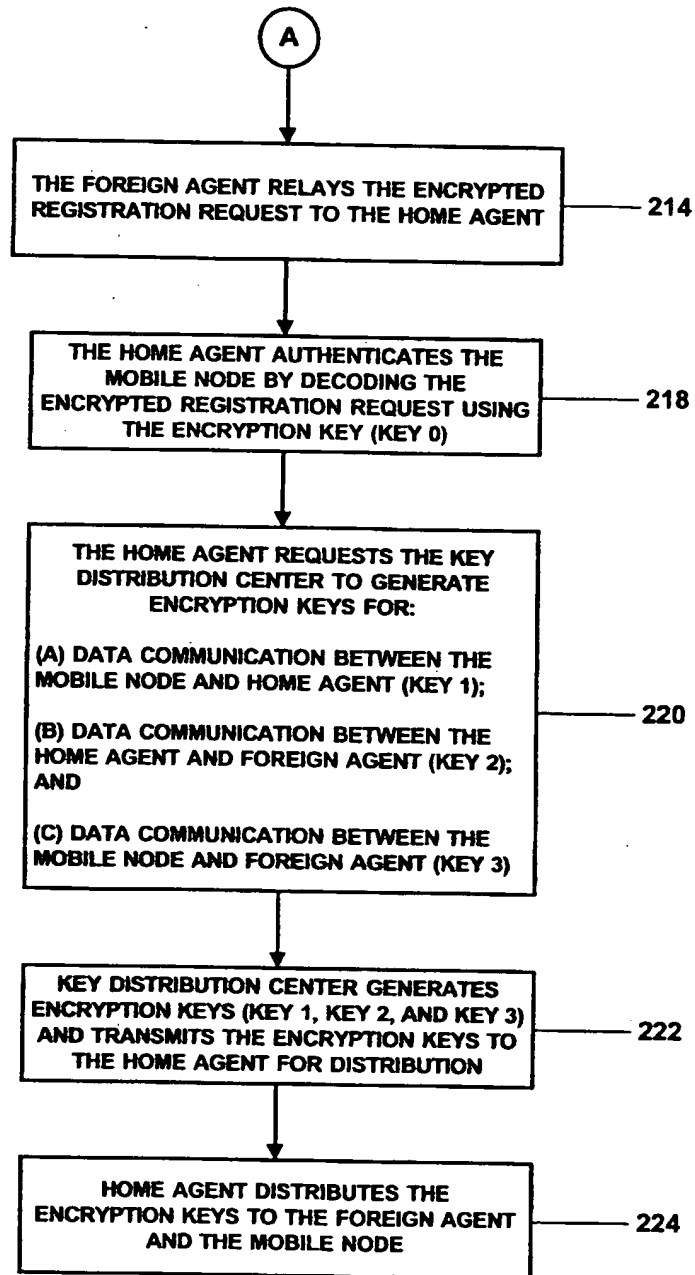 A
THE FOREIGN AGENT RELAYS THE ENCRYPTED
REGISTRATION REQUEST TO THE HOME AGENT
214
THE HOME AGENT AUTHENTICATES THE
MOBILE NODE BY DECODING THE
ENCRYPTED REGISTRATION REQUEST USING
THE ENCRYPTION KEY (KEY 0)
218
THE HOME AGENT REQUESTS THE KEY
DISTRIBUTION CENTER TO GENERATE
ENCRYPTION KEYS FOR:
(A) DATA COMMUNICATION BETWEEN THE
MOBILE NODE AND HOME AGENT (KEY 1);
(B) DATA COMMUNICATION BETWEEN THE
HOME AGENT AND FOREIGN AGENT (KEY 2);
AND
(C) DATA COMMUNICATION BETWEEN THE
MOBILE NODE AND FOREIGN AGENT (KEY 3)
220
KEY DISTRIBUTION CENTER GENERATES
ENCRYPTION KEYS (KEY 1, KEY 2, AND KEY 3)
AND TRANSMITS THE ENCRYPTION KEYS TO
THE HOME AGENT FOR DISTRIBUTION
222
HOME AGENT DISTRIBUTES THE
ENCRYPTION KEYS TO THE FOREIGN AGENT
AND THE MOBILE NODE
224